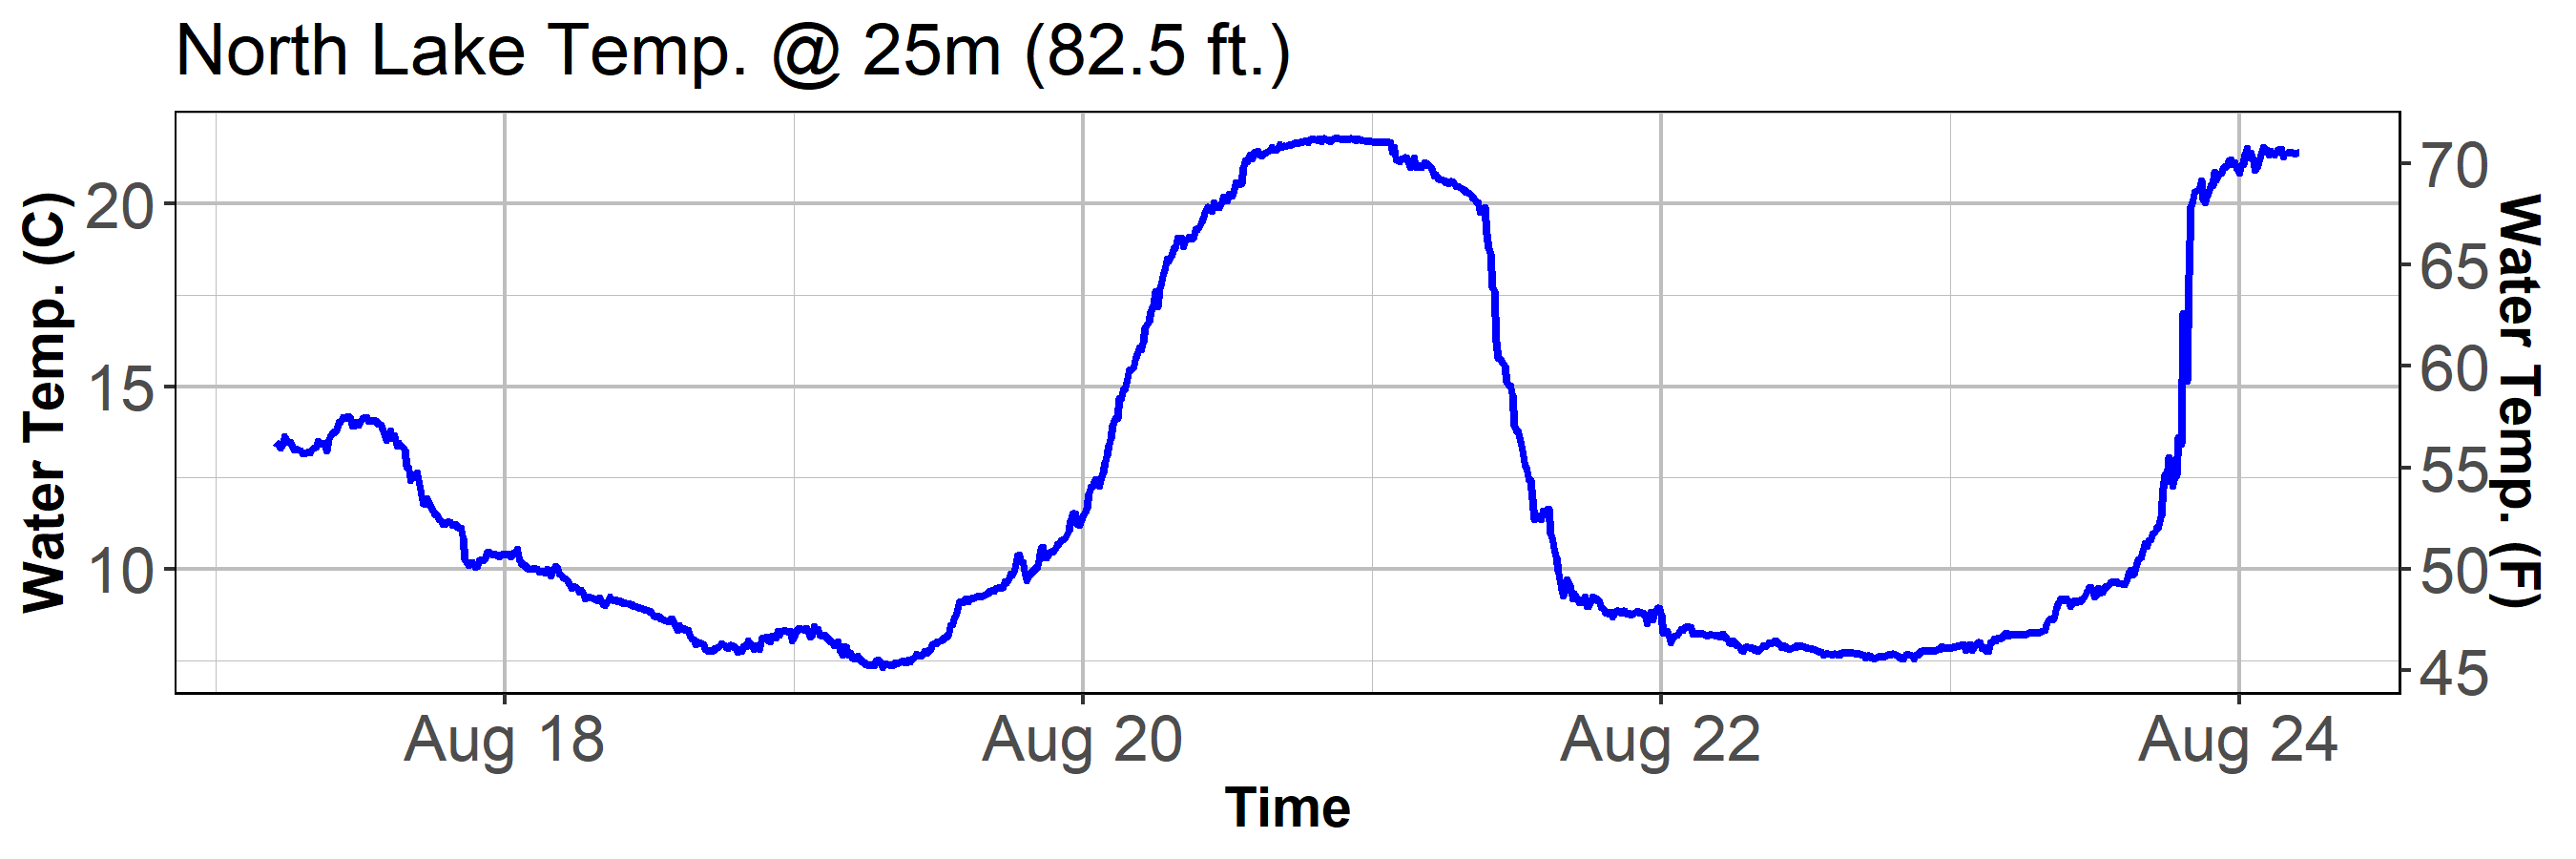 North Lake Temp. @ 25m (82.5 ft.)
Water Temp. (C)
20
15
10
70
65
60
55
50
45
Water Temp. (F)
Aug 18 Aug 20 Aug 22 Aug 24
Time